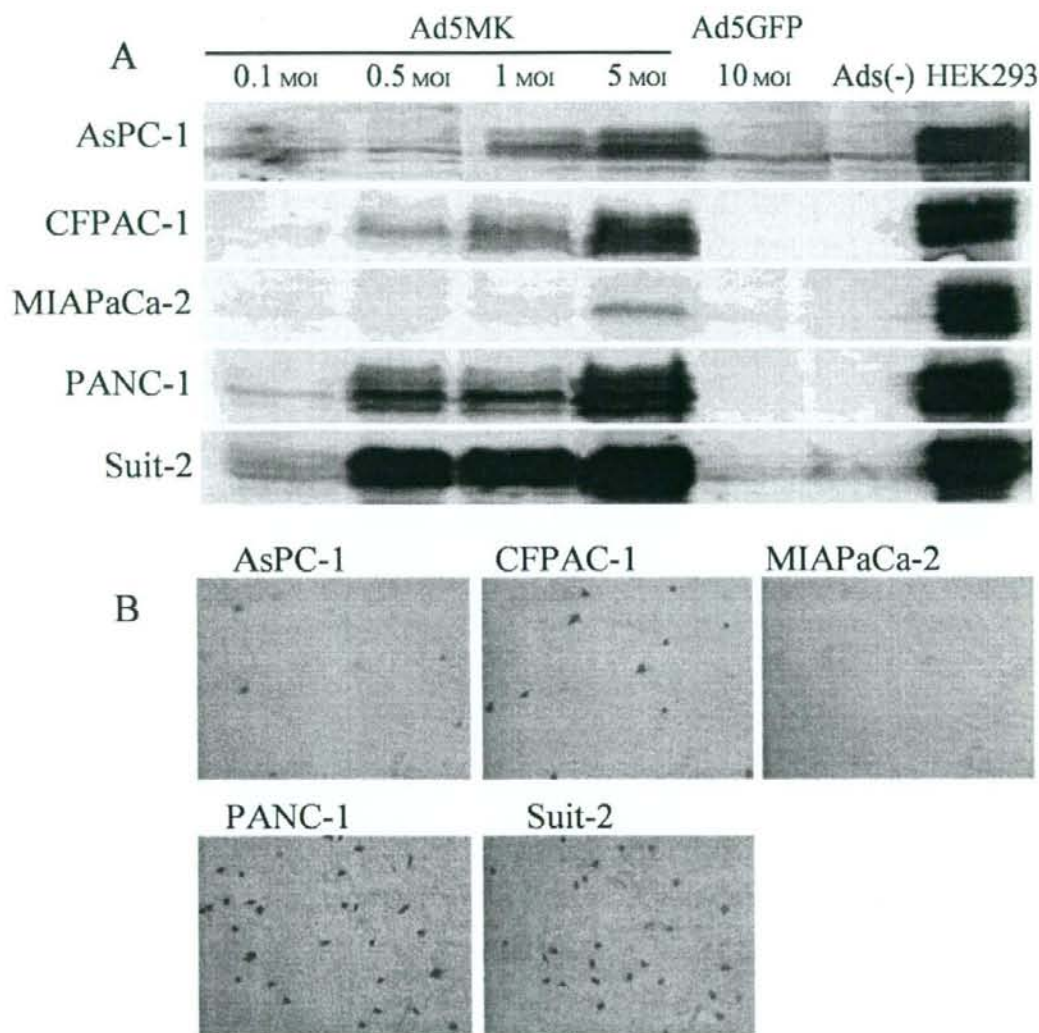 A
Ad5MK Ad5GFP
0.1 MOI 0.5 MOI 1 MOI 5 MOI 10 MOI Ads(-) HEK293
AsPC-1
CFPAC-1
MIAPaCa-2
PANC-1
Suit-2
B
AsPC-1 CFPAC-1 MIAPaCa-2
PANC-1 Suit-2